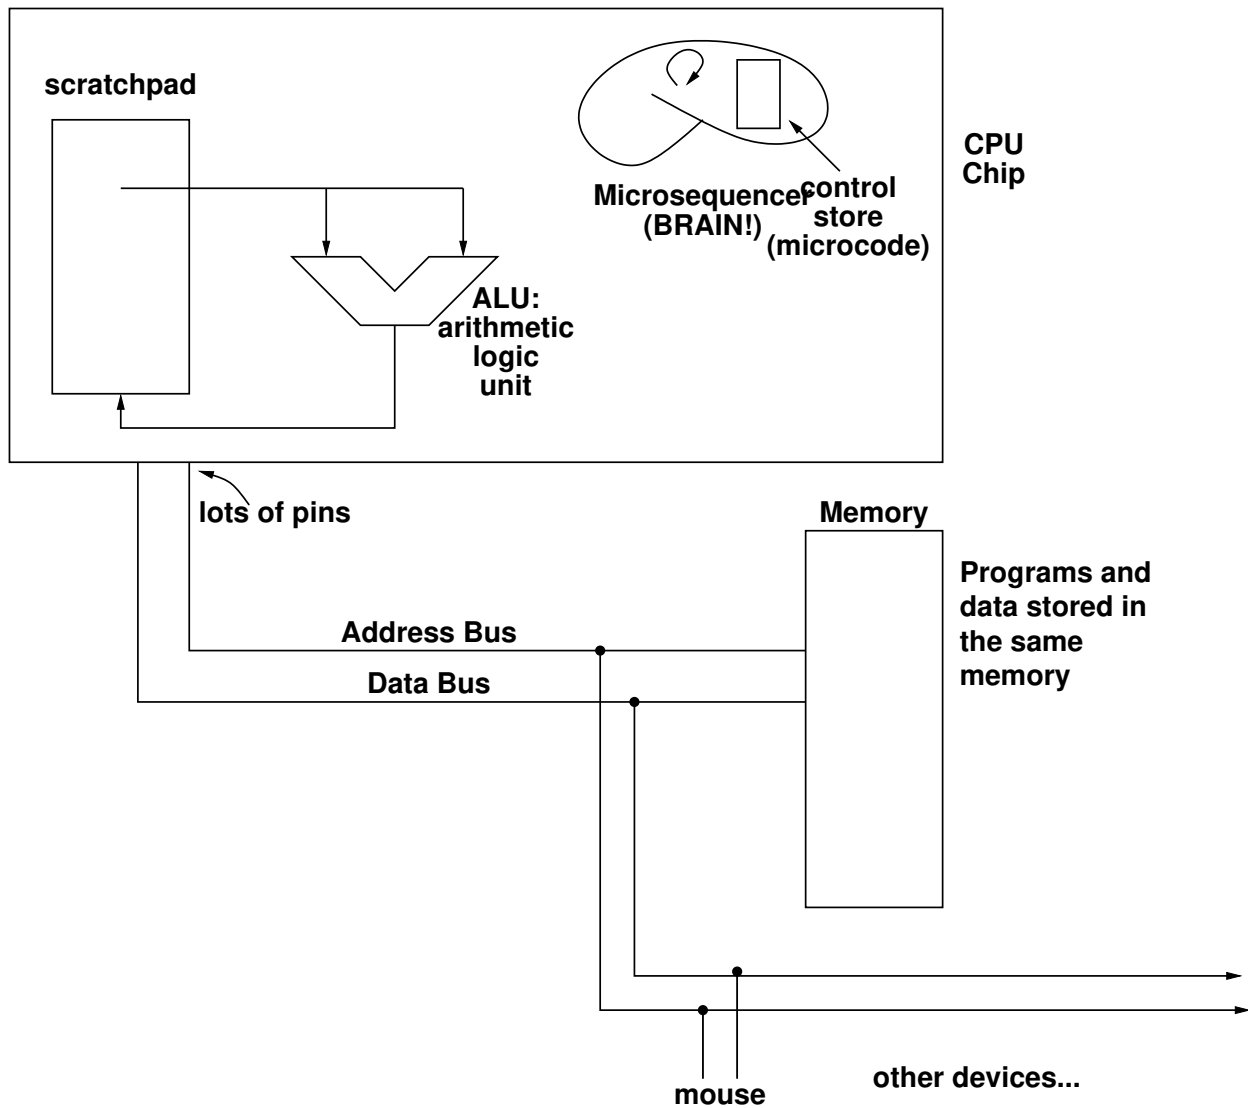 scratchpad
CPU
Chip
Microsequencer
(BRAIN!)
control
store
(microcode)
ALU:
arithmetic
logic
unit
lots of pins
Memory
Programs and
data stored in
the same
memory
Address Bus
Data Bus
other devices...
mouse